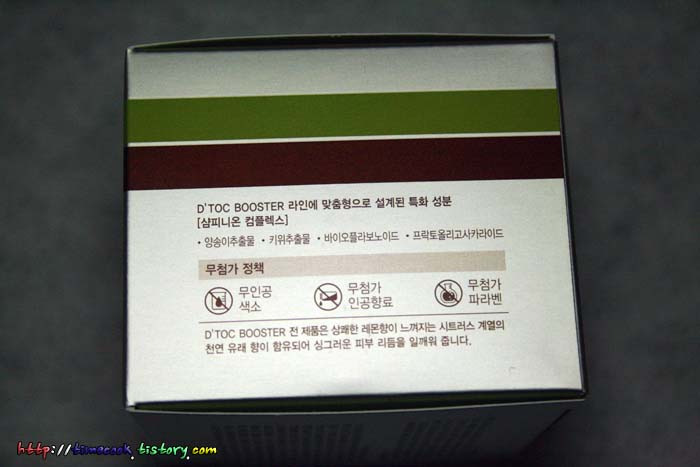 D'TOC BOOSTER 라인에 맞춤형으로 설계된 특화 성분
[샴피니온 컴플렉스]
• 양송이추출물 • 키위추출물 • 바이오플라보노이드 • 프락토올리고사카라이드
무첨가 정책
무인공 색소
무첨가 인공향료
무첨가 파라벤
D'TOC BOOSTER 전 제품은 상쾌한 레몬향이 느껴지는 시트러스 계열의
천연 유래 향이 함유되어 싱그러운 피부 리듬을 일깨워 줍니다.